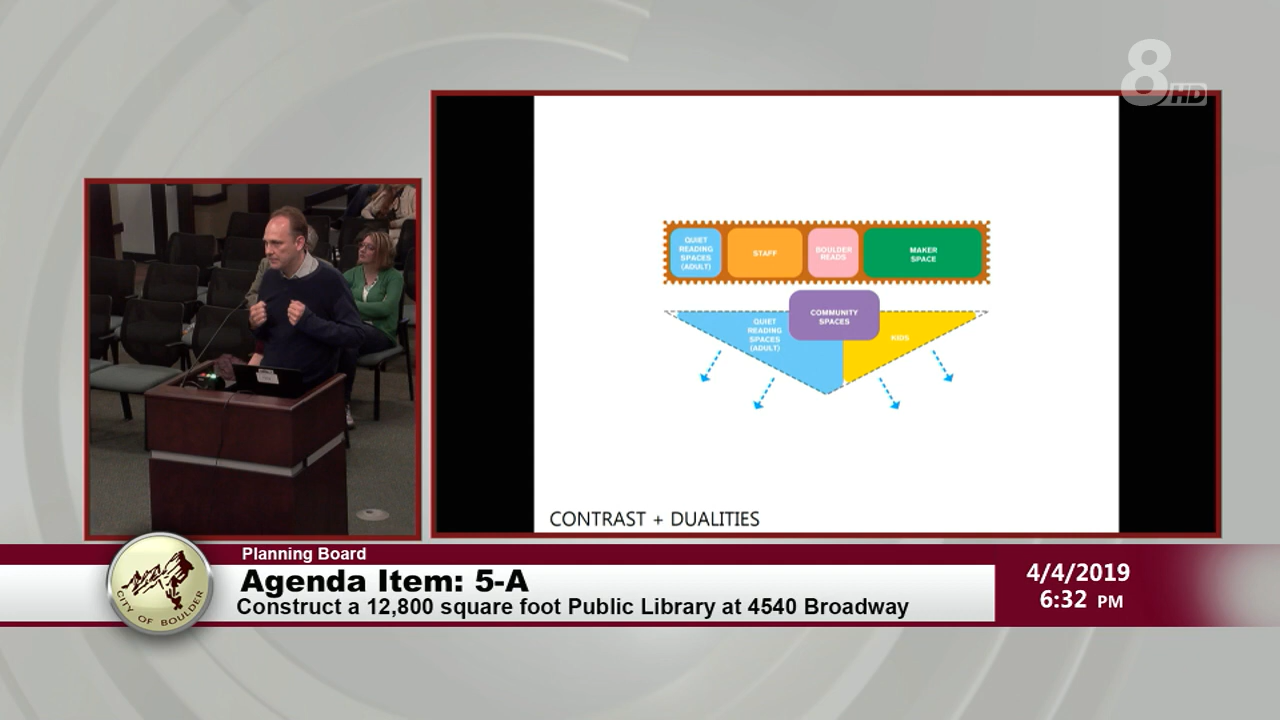 8
HD
QUIET
READING
SPACES
(ADULT)
STAFF
BOULDER
READS
MAKER
SPACE
COMMUNITY
SPACES
QUIET
READING
SPACES
(ADULT)
KIDS
CONTRAST + DUALITIES
Planning Board
Agenda Item: 5-A
Construct a 12,800 square foot Public Library at 4540 Broadway
4/4/2019
6:32 PM
CITY OF BOULDER